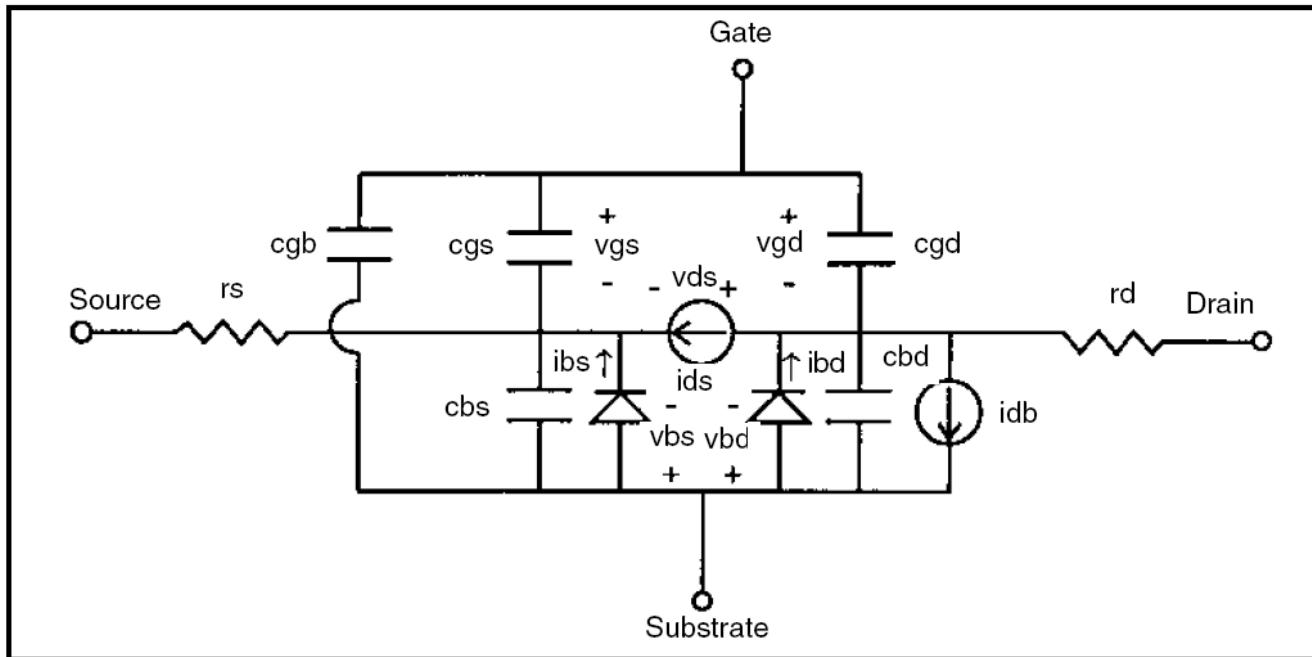 Gate
+ +
cgb cgs vgs vgd cgd
- - vds + -
Source rs rd Drain
ibs ↑ ids ↑ ibd cbd
cbs - - idb
vbs vbd
+ +
Substrate